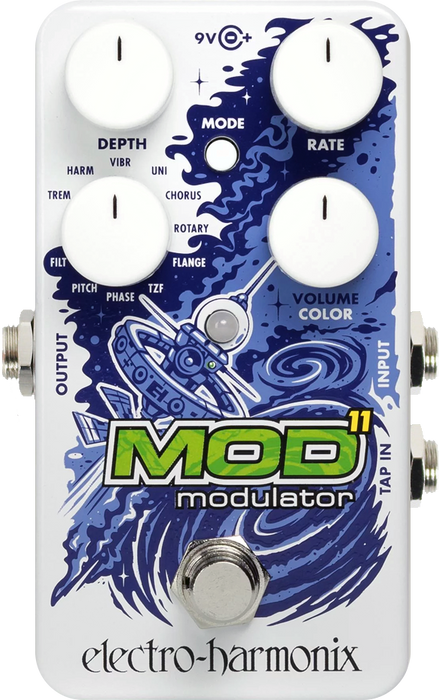 9V +
MODE
DEPTH
RATE
VIBR
HARM
UNI
TREM
CHORUS
ROTARY
FILT
FLANGE
PITCH
TZF
PHASE
VOLUME
COLOR
OUTPUT
INPUT
MOD 11
modulator
TAP IN
electro-harmonix